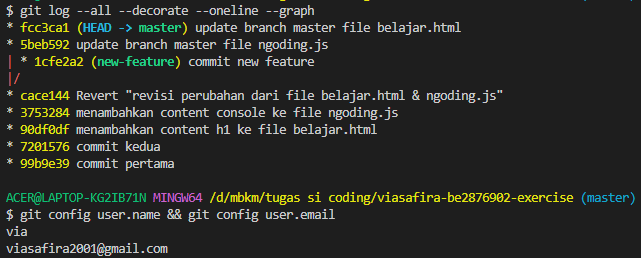 $ git log --all --decorate --oneline --graph
* fcc3ca1 (HEAD -> master) update branch master file belajar.html
* 5beb592 update branch master file ngoding.js
| * 1cfe2a2 (new-feature) commit new feature
|/
* cace144 Revert "revisi perubahan dari file belajar.html & ngoding.js"
* 3753284 menambahkan content console ke file ngoding.js
* 90df0df menambahkan content h1 ke file belajar.html
* 7201576 commit kedua
* 99b9e39 commit pertama
ACER@LAPTOP-KG2IB71N MINGW64 /d/mbkm/tugas si coding/viasafira-be2876902-exercise (master)
$ git config user.name && git config user.email
via
viasafira2001@gmail.com